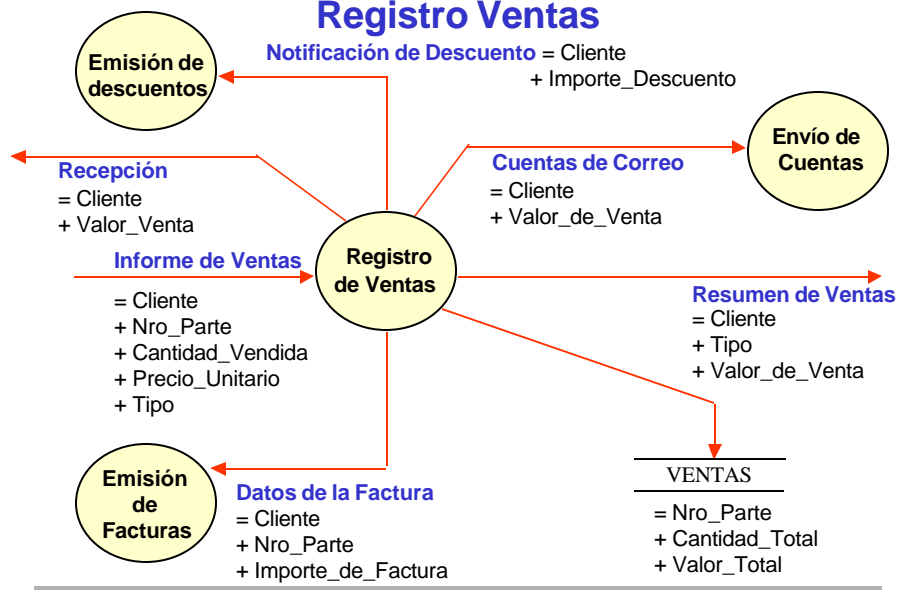 Registro Ventas
Notificación de Descuento = Cliente
+ Importe_Descuento
Emisión de
descuentos
Envío de
Cuentas
Cuentas de Correo
= Cliente
+ Valor_de_Venta
Recepción
= Cliente
+ Valor_Venta
Registro
de Ventas
Informe de Ventas
= Cliente
+ Nro_Parte
+ Cantidad_Vendida
+ Precio_Unitario
+ Tipo
Resumen de Ventas
= Cliente
+ Tipo
+ Valor_de_Venta
Emisión
de
Facturas
Datos de la Factura
= Cliente
+ Nro_Parte
+ Importe_de_Factura
VENTAS
= Nro_Parte
+ Cantidad_Total
+ Valor_Total